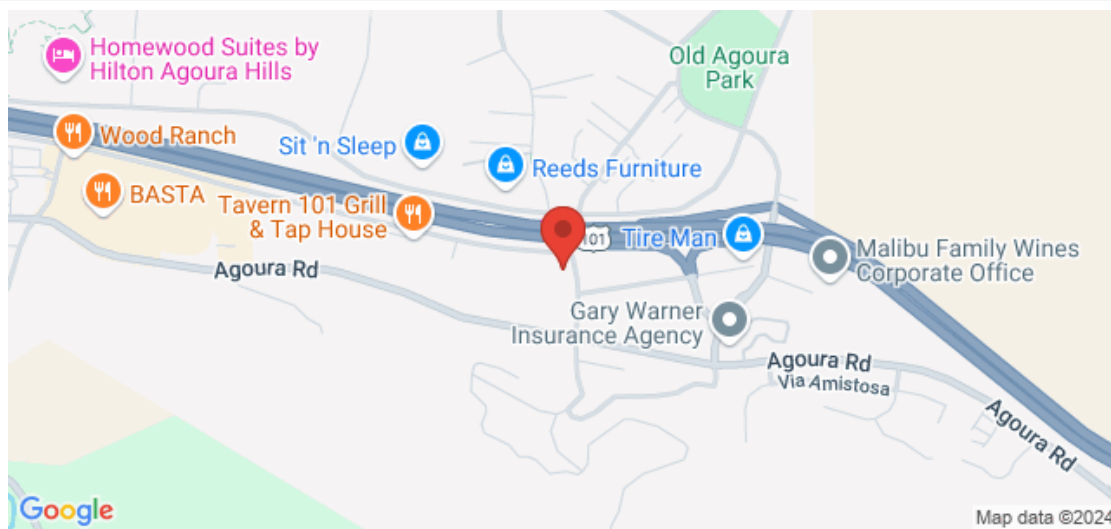 Homewood Suites by
Hilton Agoura Hills
Old Agoura
Park
Wood Ranch
Sit 'n Sleep
Reeds Furniture
BASTA
Tavern 101 Grill
& Tap House
101
Tire Man
Malibu Family Wines
Corporate Office
Agoura Rd
Gary Warner
Insurance Agency
Agoura Rd
Via Amistosa
Agoura Rd
Google
Map data ©2024